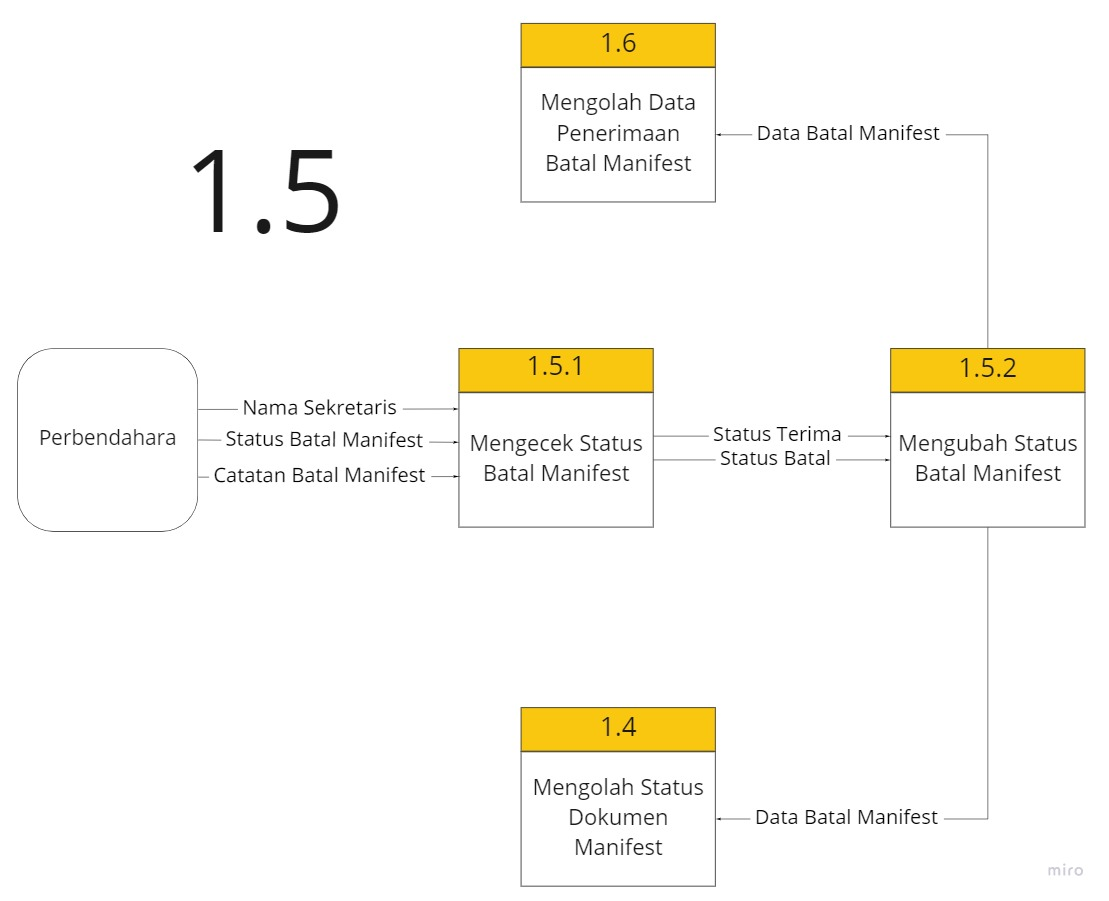 1.6
Mengolah Data
Penerimaan
Batal Manifest
Data Batal Manifest
1.5
Perbendahara
Nama Sekretaris
Status Batal Manifest
Catatan Batal Manifest
1.5.1
Mengecek Status
Batal Manifest
Status Terima
Status Batal
1.5.2
Mengubah Status
Batal Manifest
1.4
Mengolah Status
Dokumen
Manifest
Data Batal Manifest
miro